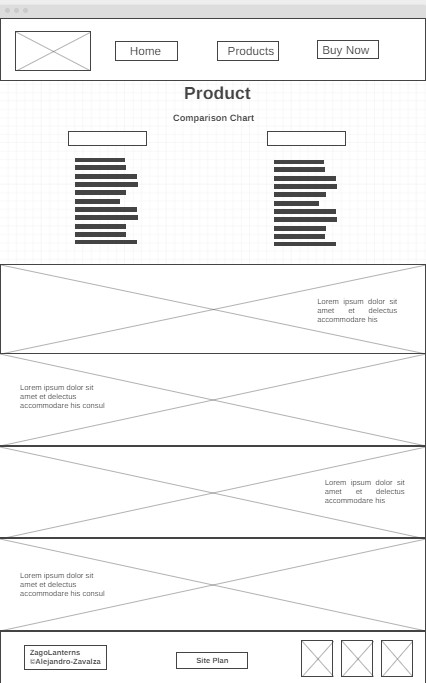 Home
Products
Buy Now
Product
Comparison Chart
Lorem ipsum dolor sit
amet et delectus
accommodare his
Lorem ipsum dolor sit
amet et delectus
accommodare his consul
Lorem ipsum dolor sit
amet et delectus
accommodare his
Lorem ipsum dolor sit
amet et delectus
accommodare his consul
ZagoLanterns
©Alejandro-Zavalza
Site Plan